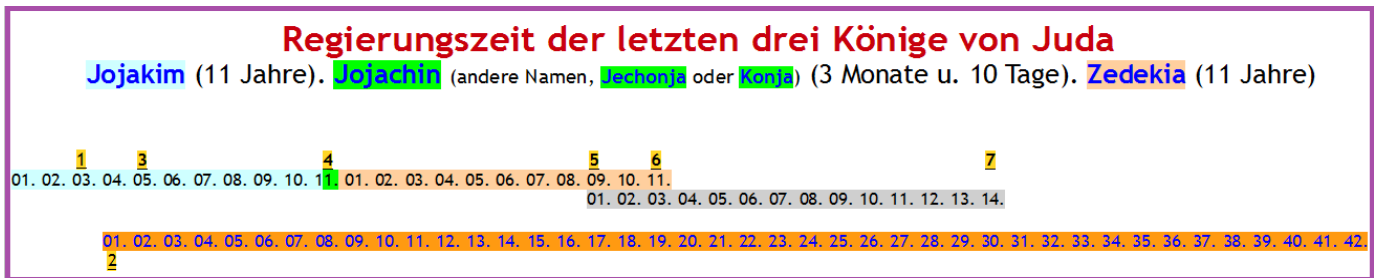 Regierungszeit der letzten drei Könige von Juda
Jojakim (11 Jahre). Jojachin (andere Namen, Jechonja oder Konja) (3 Monate u. 10 Tage). Zedekia (11 Jahre)
1 3 4 5 6 7
01. 02. 03. 04. 05. 06. 07. 08. 09. 10. 11. 01. 02. 03. 04. 05. 06. 07. 08. 09. 10. 11.
01. 02. 03. 04. 05. 06. 07. 08. 09. 10. 11. 12. 13. 14.
01. 02. 03. 04. 05. 06. 07. 08. 09. 10. 11. 12. 13. 14. 15. 16. 17. 18. 19. 20. 21. 22. 23. 24. 25. 26. 27. 28. 29. 30. 31. 32. 33. 34. 35. 36. 37. 38. 39. 40. 41. 42.
2